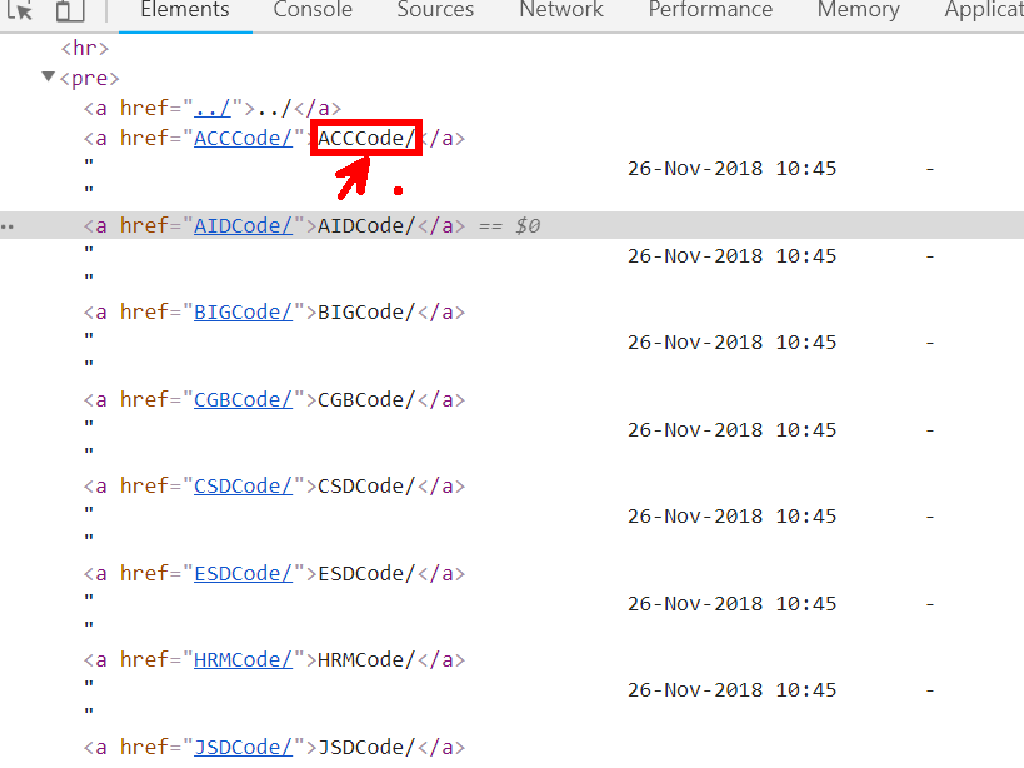 Elements Console Sources Network Performance Memory Applicat
<hr>
<pre>
<a href="../">../</a>
<a href="ACCCode/">ACCCode/</a>
" 26-Nov-2018 10:45 -
"
<a href="AIDCode/">AIDCode/</a> == $0
" 26-Nov-2018 10:45 -
"
<a href="BIGCode/">BIGCode/</a>
" 26-Nov-2018 10:45 -
"
<a href="CGBCode/">CGBCode/</a>
" 26-Nov-2018 10:45 -
"
<a href="CSDCode/">CSDCode/</a>
" 26-Nov-2018 10:45 -
"
<a href="ESDCode/">ESDCode/</a>
" 26-Nov-2018 10:45 -
"
<a href="HRMCode/">HRMCode/</a>
" 26-Nov-2018 10:45 -
"
<a href="JSDCode/">JSDCode/</a>